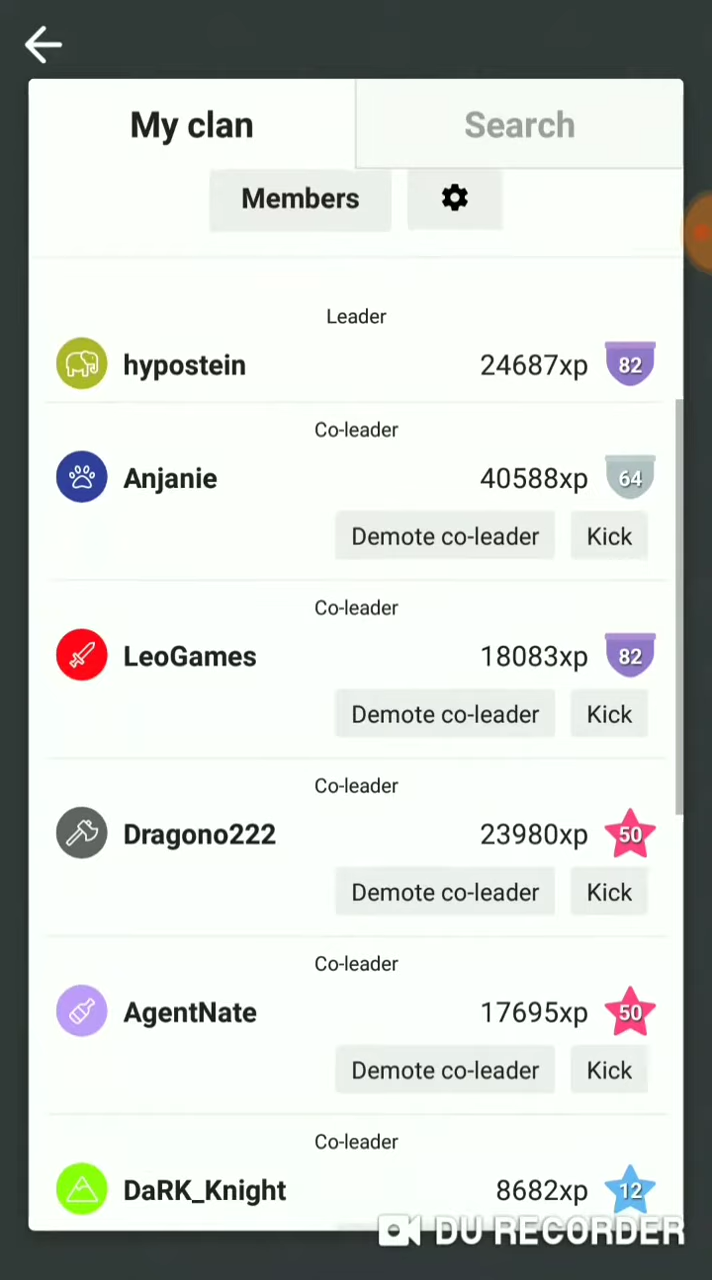 My clan
Search
Members
Leader
hypostein 24687xp 82
Co-leader
Anjanie 40588xp 64
Demote co-leader Kick
Co-leader
LeoGames 18083xp 82
Demote co-leader Kick
Co-leader
Dragono222 23980xp 50
Demote co-leader Kick
Co-leader
AgentNate 17695xp 50
Demote co-leader Kick
Co-leader
DaRK_Knight 8682xp 12
DU RECORDER